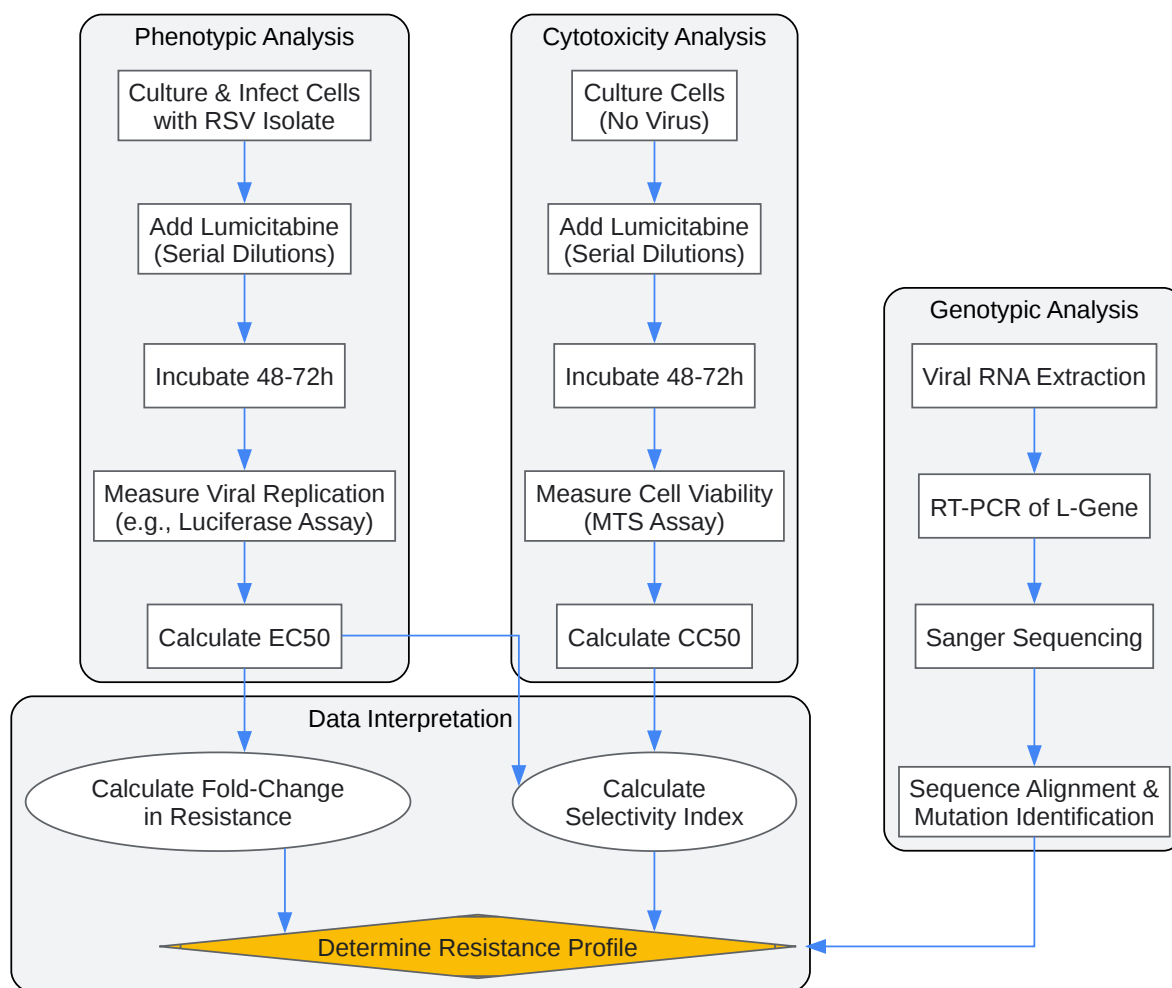 Phenotypic Analysis
Culture & Infect Cells
with RSV Isolate
Add Lumicitabine
(Serial Dilutions)
Incubate 48-72h
Measure Viral Replication
(e.g., Luciferase Assay)
Calculate EC50
Cytotoxicity Analysis
Culture Cells
(No Virus)
Add Lumicitabine
(Serial Dilutions)
Incubate 48-72h
Measure Cell Viability
(MTS Assay)
Calculate CC50
Genotypic Analysis
Viral RNA Extraction
RT-PCR of L-Gene
Sanger Sequencing
Sequence Alignment &
Mutation Identification
Data Interpretation
Calculate Fold-Change
in Resistance
Calculate
Selectivity Index
Determine Resistance Profile